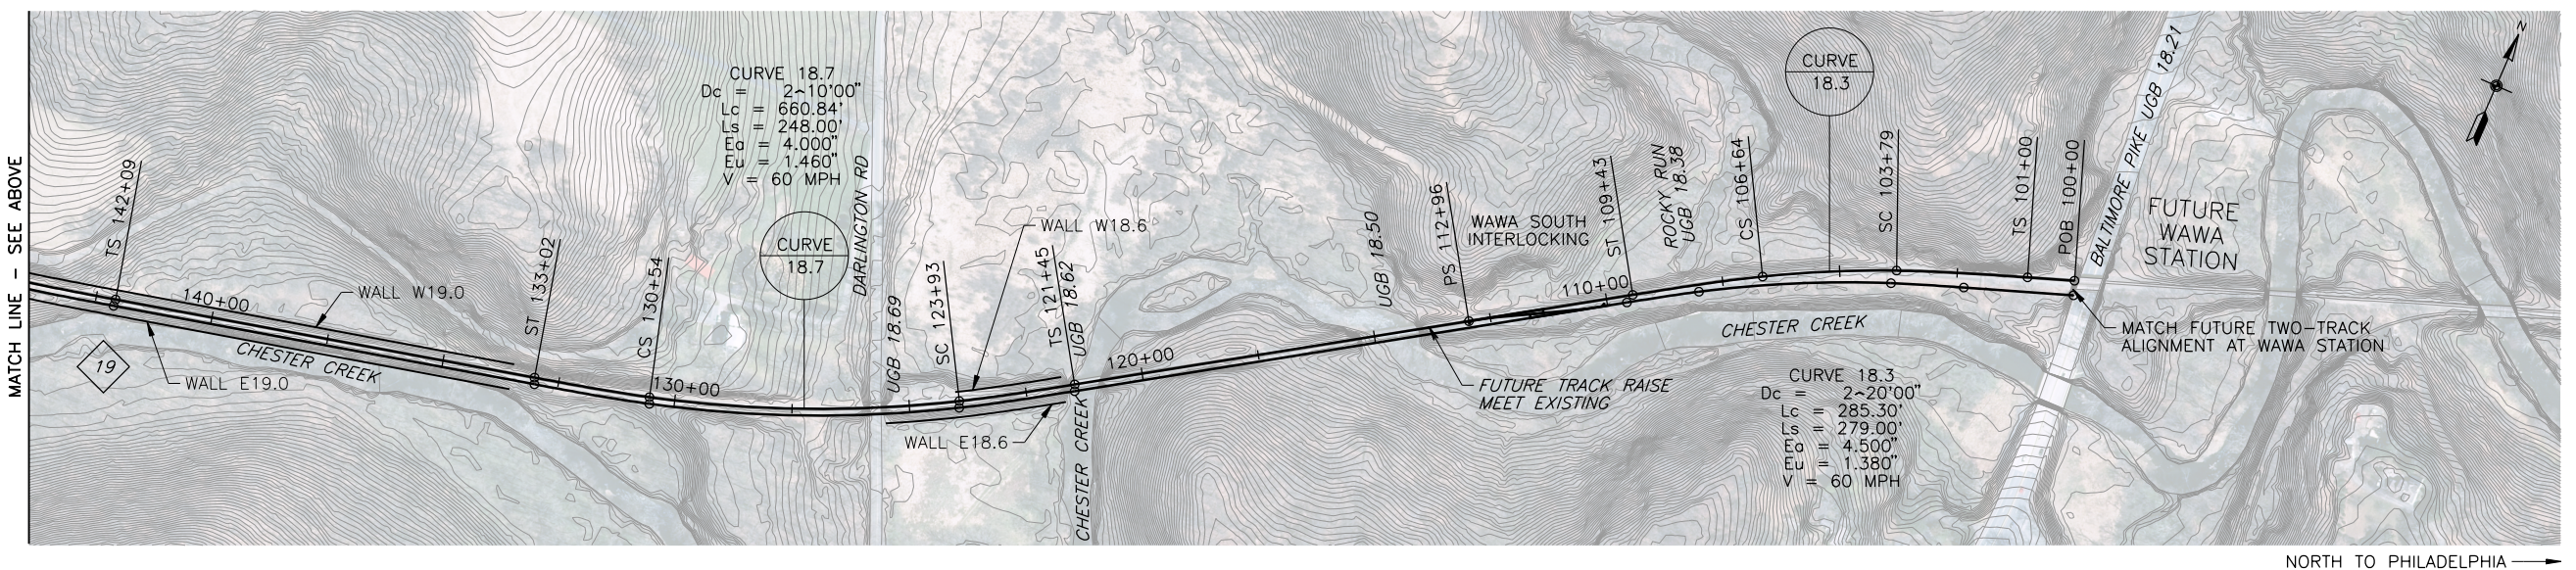 MATCH LINE - SEE ABOVE
TS 142+09
140+00
WALL W19.0
19
WALL E19.0
CHESTER CREEK
ST 133+02
CS 130+54
130+00
CURVE 18.7
Dc = 2^10'00"
Lc = 660.84'
Ls = 248.00'
Ea = 4.000"
Eu = 1.460"
V = 60 MPH
CURVE
18.7
DARLINGTON RD
UGB 18.69
SC 123+93
WALL W18.6
TS 121+45
UGB 18.62
WALL E18.6
CHESTER CREEK
120+00
UGB 18.50
PS 112+96
WAWA SOUTH
INTERLOCKING
FUTURE TRACK RAISE
MEET EXISTING
110+00
ST 109+43
ROCKY RUN
UGB 18.38
CS 106+64
CURVE
18.3
SC 103+79
CHESTER CREEK
CURVE 18.3
Dc = 2^20'00"
Lc = 285.30'
Ls = 279.00'
Ea = 4.500"
Eu = 1.380"
V = 60 MPH
TS 101+00
POB 100+00
BALTIMORE PIKE UGB 18.21
FUTURE
WAWA
STATION
MATCH FUTURE TWO-TRACK
ALIGNMENT AT WAWA STATION
N
NORTH TO PHILADELPHIA